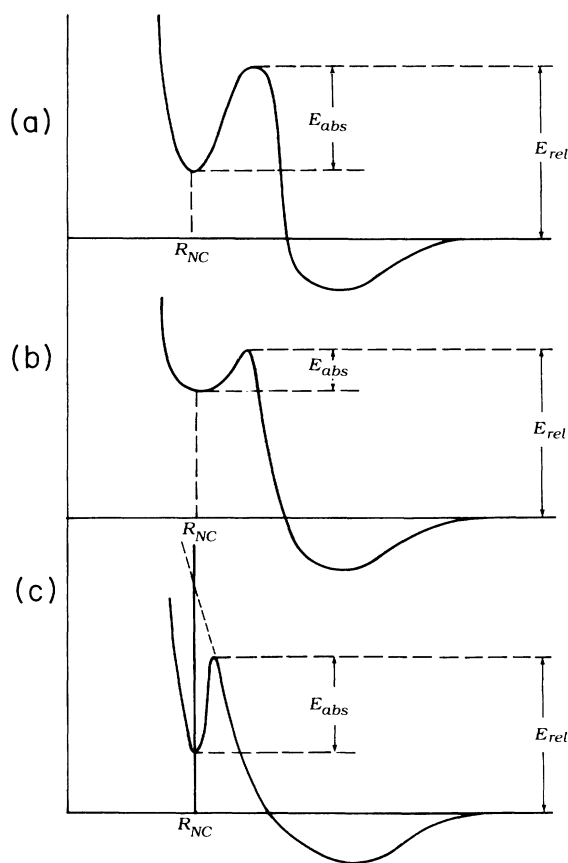 (a)
E_abs
E_rel
R_NC
(b)
E_abs
E_rel
R_NC
(c)
E_abs
E_rel
R_NC